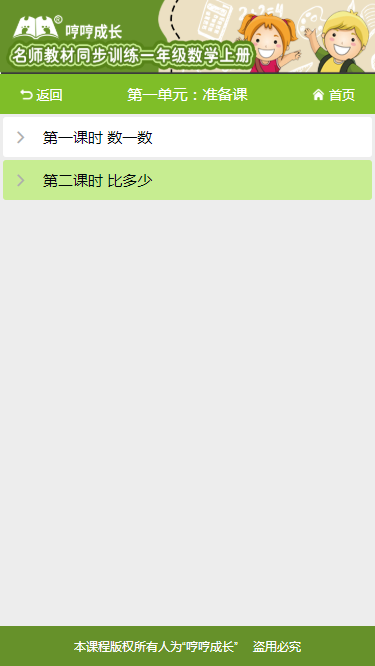 哼哼成长
名师教材同步训练一年级数学上册
返回 第一单元：准备课 首页
第一课时 数一数
第二课时 比多少
本课程版权所有人为“哼哼成长” 盗用必究